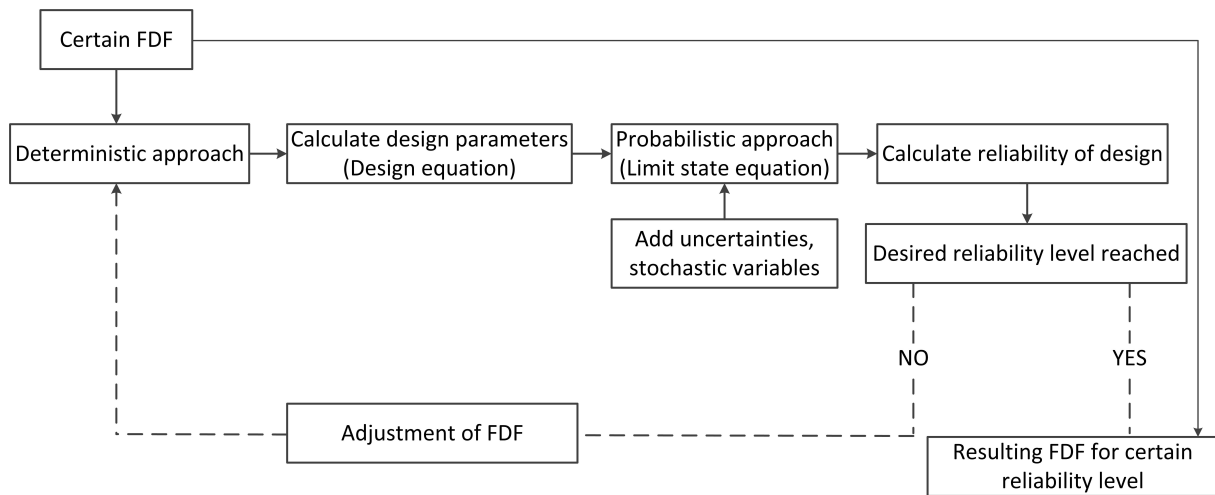 Certain FDF
Deterministic approach
Calculate design parameters
(Design equation)
Probabilistic approach
(Limit state equation)
Calculate reliability of design
Add uncertainties,
stochastic variables
Desired reliability level reached
NO
YES
Adjustment of FDF
Resulting FDF for certain
reliability level